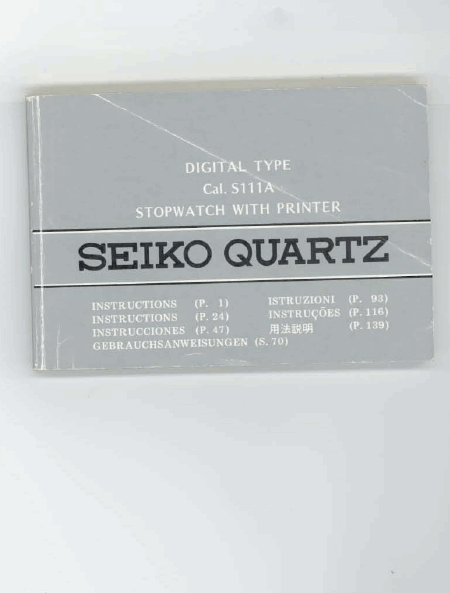 DIGITAL TYPE
Cal. S111A
STOPWATCH WITH PRINTER
SEIKO QUARTZ
INSTRUCTIONS (P. 1)
INSTRUCTIONS (P. 24)
INSTRUCCIONES (P. 47)
GEBRAUCHSANWEISUNGEN (S. 70)
ISTRUZIONI (P. 93)
INSTRUÇÕES (P. 116)
用法説明 (P. 139)